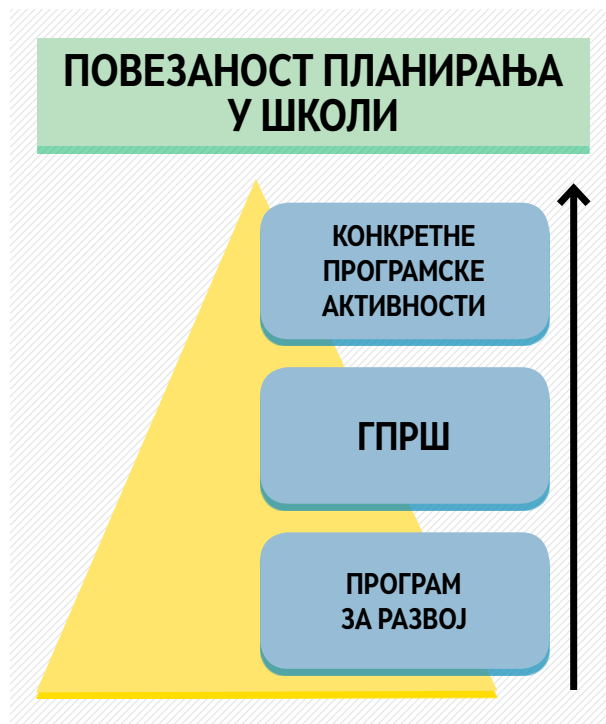 ПОВЕЗАНОСТ ПЛАНИРАЊА
У ШКОЛИ
КОНКРЕТНЕ
ПРОГРАМСКЕ
АКТИВНОСТИ
ГПРШ
ПРОГРАМ
ЗА РАЗВОЈ